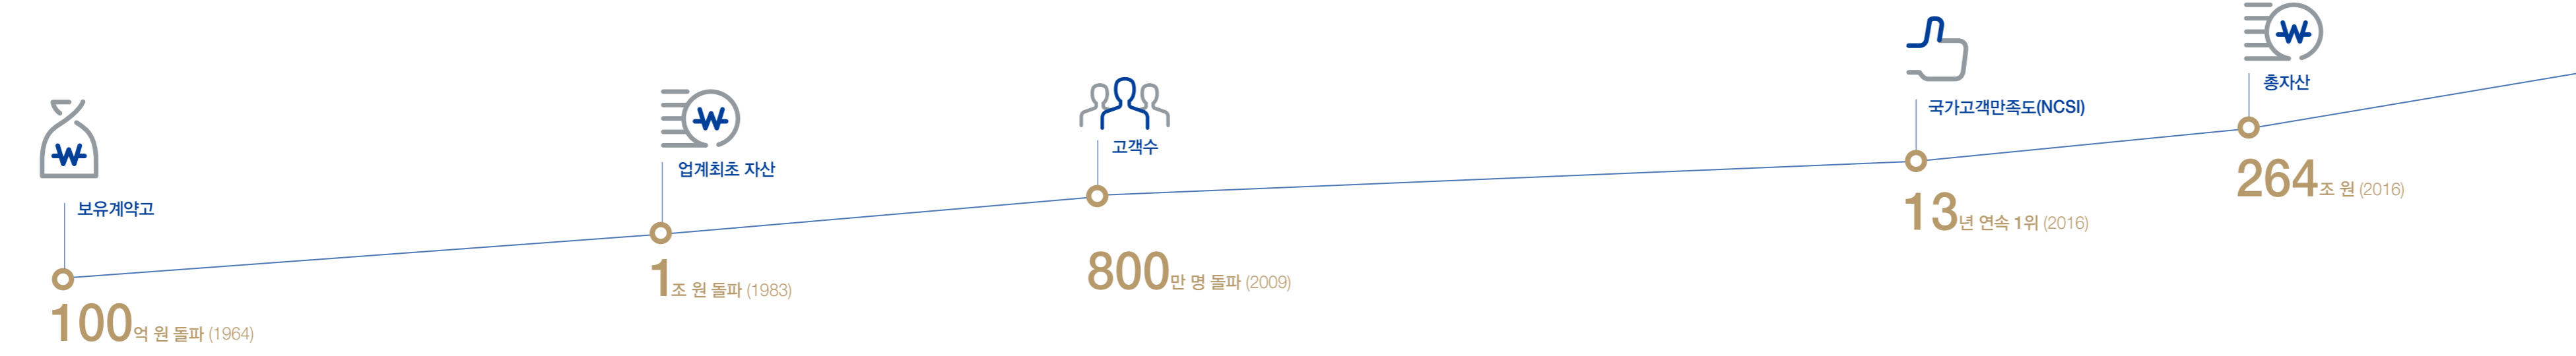 보유계약고
100억 원 돌파 (1964)
업계최초 자산
1조 원 돌파 (1983)
고객수
800만 명 돌파 (2009)
국가고객만족도(NCSI)
13년 연속 1위 (2016)
총자산
264조 원 (2016)